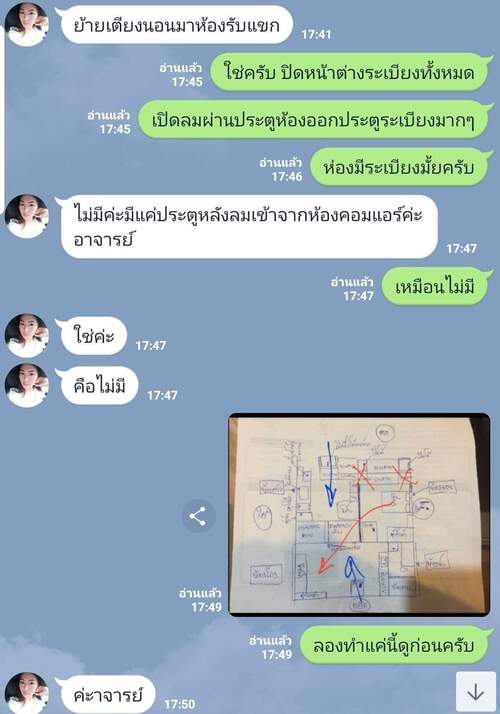 ย้ายเตียงนอนมาห้องรับแขก
17:41
อ่านแล้ว
17:45
ใช่ครับ ปิดหน้าต่างระเบียงทั้งหมด
อ่านแล้ว
17:45
เปิดลมผ่านประตูห้องออกประตูระเบียงมากๆ
อ่านแล้ว
17:46
ห่องมีระเบียงมั้ยครับ
ไม่มีค่ะมีแค่ประตูหลังลมเข้าจากห้องคอมแอร์ค่ะ
อาจารย์
17:47
อ่านแล้ว
17:47
เหมือนไม่มี
ใช่ค่ะ
17:47
คือไม่มี
17:47
อ่านแล้ว
17:49
อ่านแล้ว
17:49
ลองทำแค่นี้ดูก่อนครับ
ค่ะอาจารย์
17:50